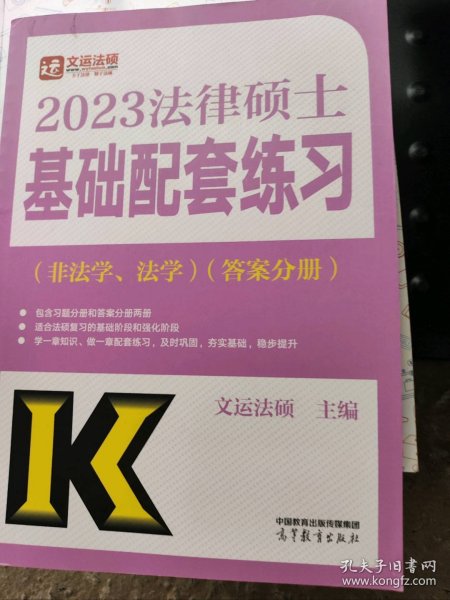 运
文运法硕
www.wyfashuo.com
2023法律硕士
基础配套练习
(非法学、法学)(答案分册)
● 包含习题分册和答案分册两册
● 适合法硕复习的基础阶段和强化阶段
● 学一章知识、做一章配套练习,及时巩固,夯实基础,稳步提升
文运法硕 主编
中国教育出版传媒集团
高等教育出版社
孔夫子旧书网
www.kongfz.com